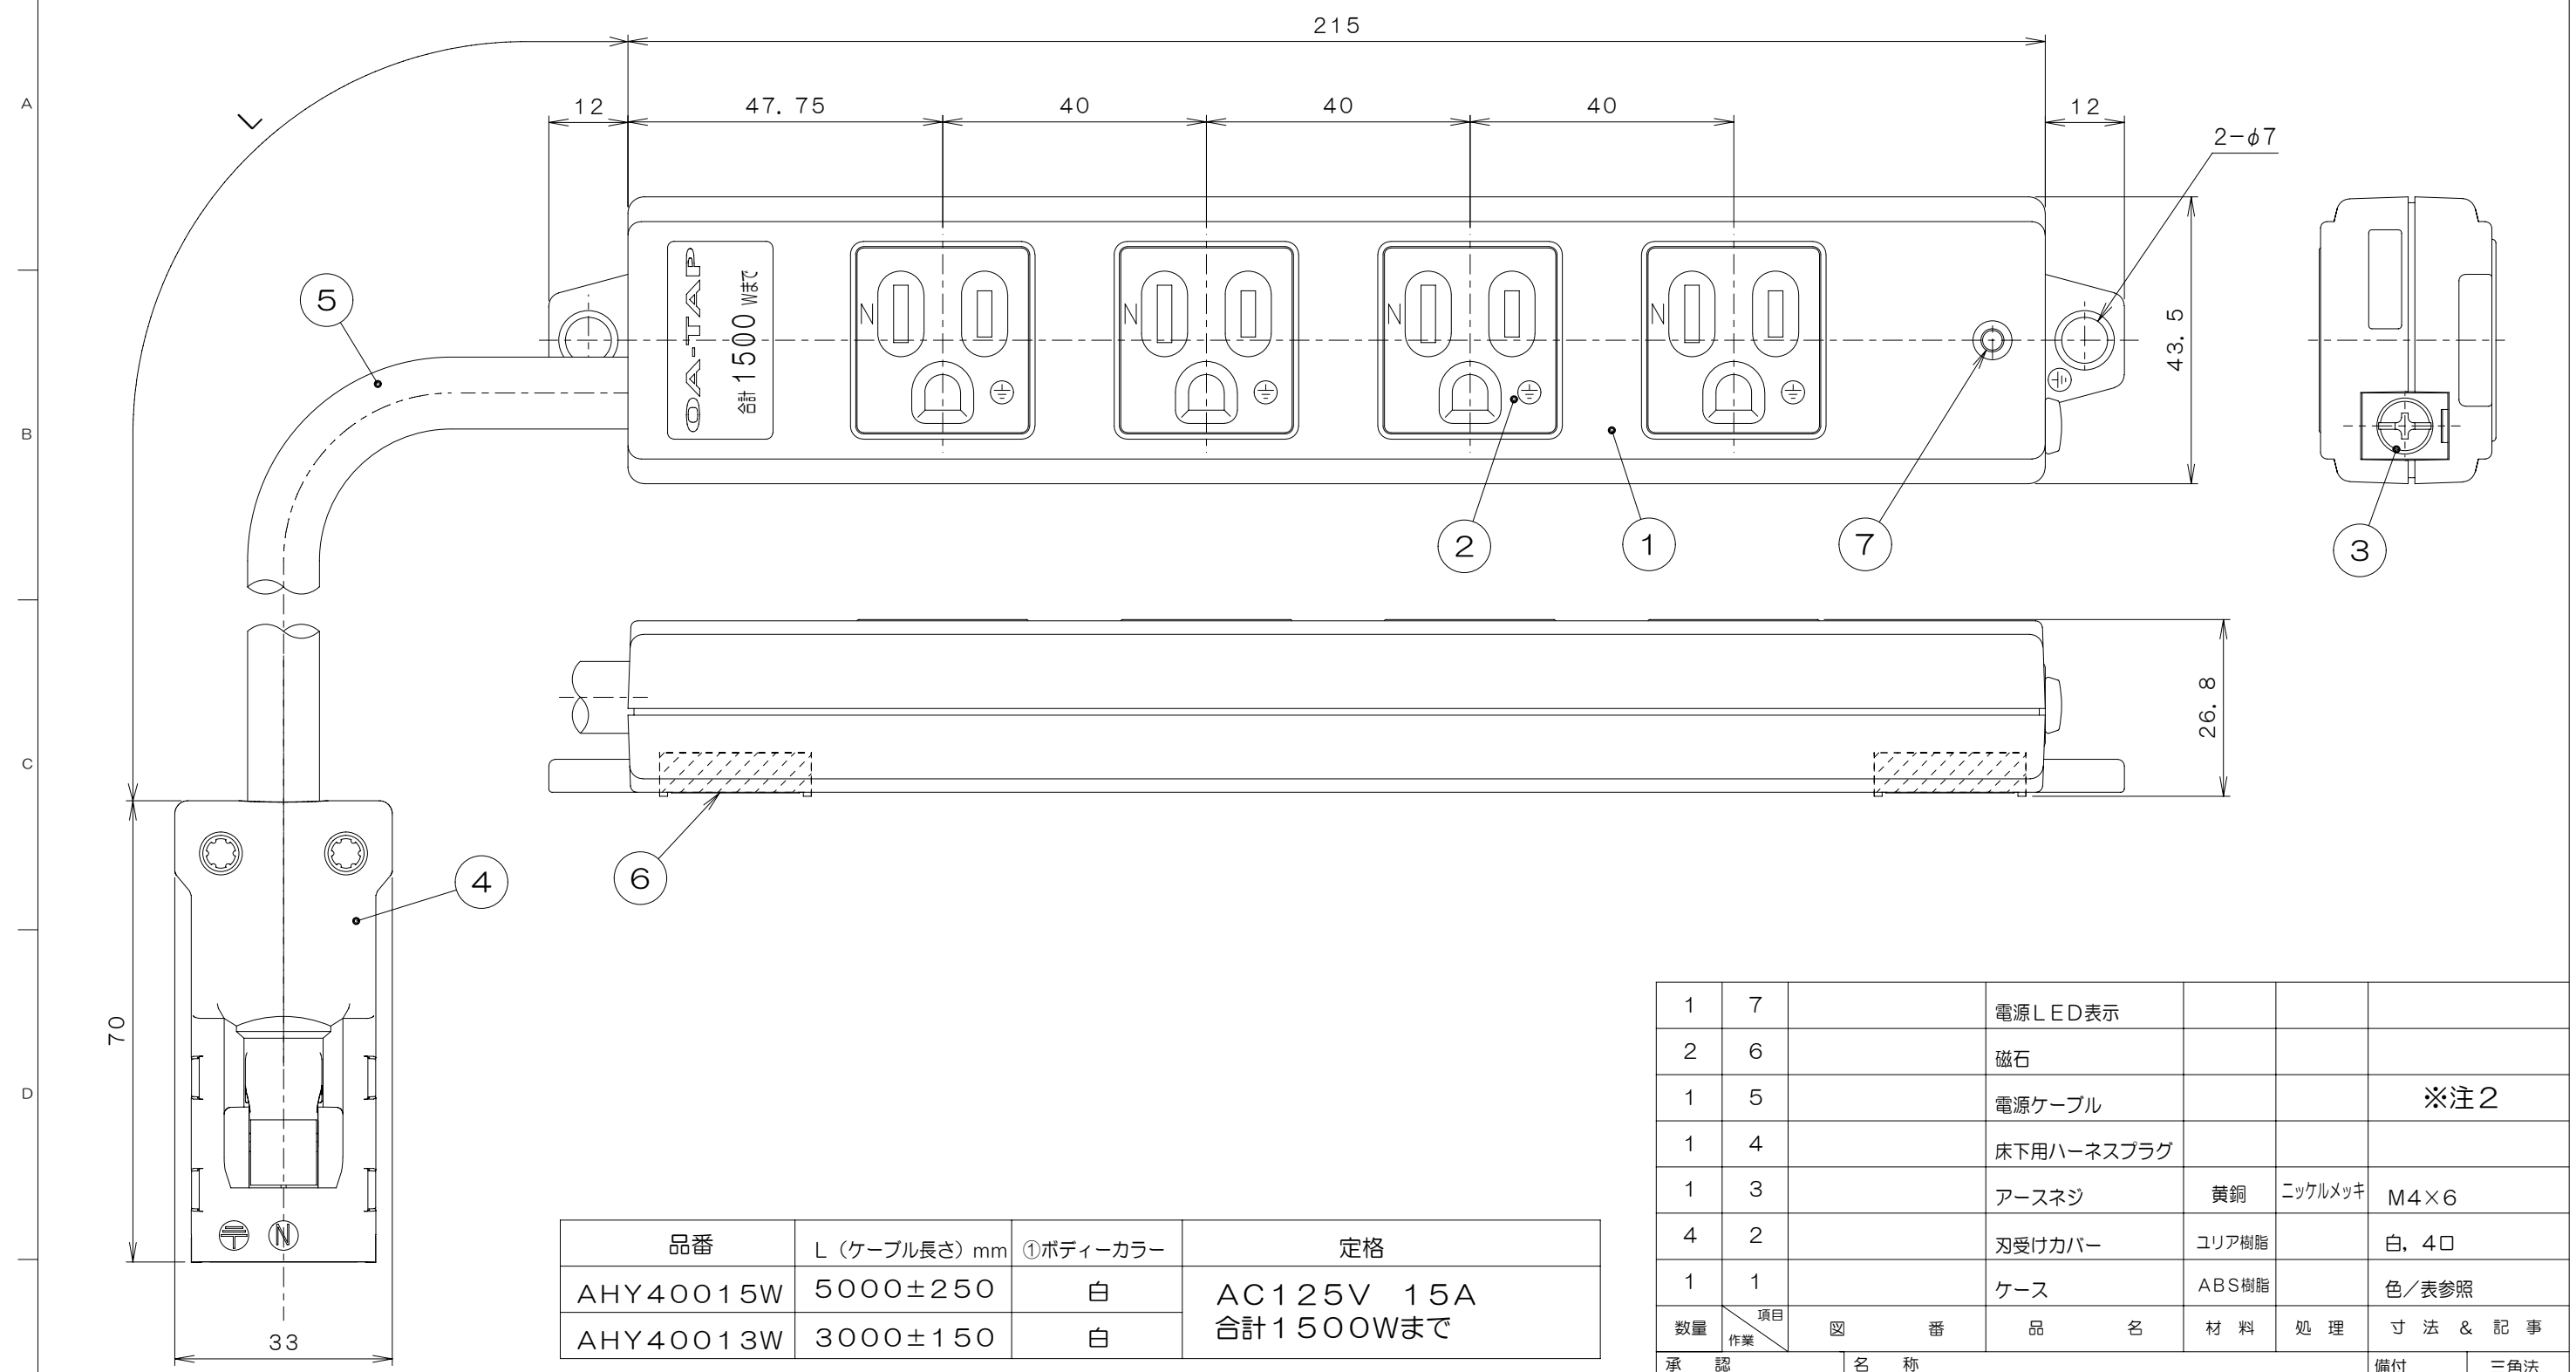 215
12 47.75 40 40 40 12
L
2-φ7
A
B
C
D
OA-TAP
合計1500Wまで
N N N N
43.5
5
2 1 7 3
26.8
6
4
70
N
33
品番 L（ケーブル長さ）mm ①ボディーカラー 定格
AHY40015W 5000±250 白 AC125V 15A
合計1500Wまで
AHY40013W 3000±150 白
1 7 電源LED表示
2 6 磁石
1 5 電源ケーブル ※注2
1 4 床下用ハーネスプラグ
1 3 アースネジ 黄銅 ニッケルメッキ M4×6
4 2 刃受けカバー ユリア樹脂 白，4口
1 1 ケース ABS樹脂 色／表参照
数量 項目 作業 図番 品名 材料 処理 寸法＆記事
承認 名称 備付 三角法